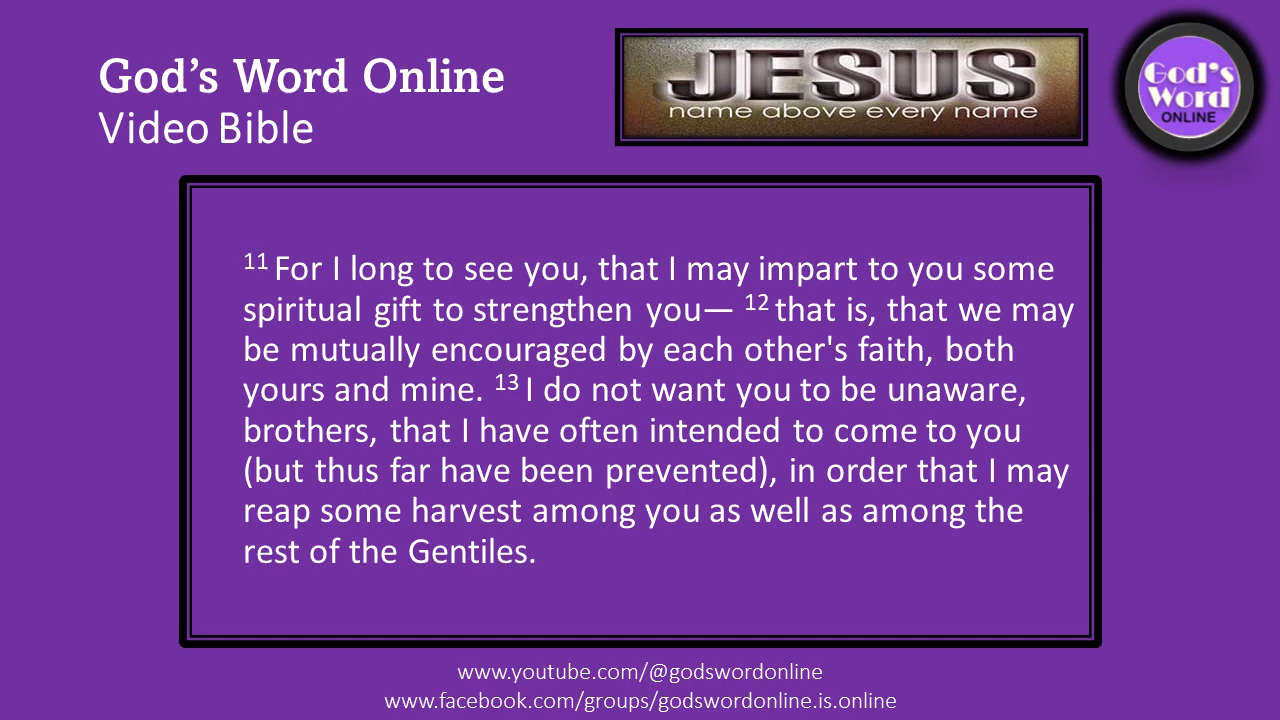 God's Word Online
Video Bible
JESUS
name above every name
God's
Word
ONLINE
11 For I long to see you, that I may impart to you some
spiritual gift to strengthen you— 12 that is, that we may
be mutually encouraged by each other's faith, both
yours and mine. 13 I do not want you to be unaware,
brothers, that I have often intended to come to you
(but thus far have been prevented), in order that I may
reap some harvest among you as well as among the
rest of the Gentiles.
www.youtube.com/@godswordonline
www.facebook.com/groups/godswordonline.is.online